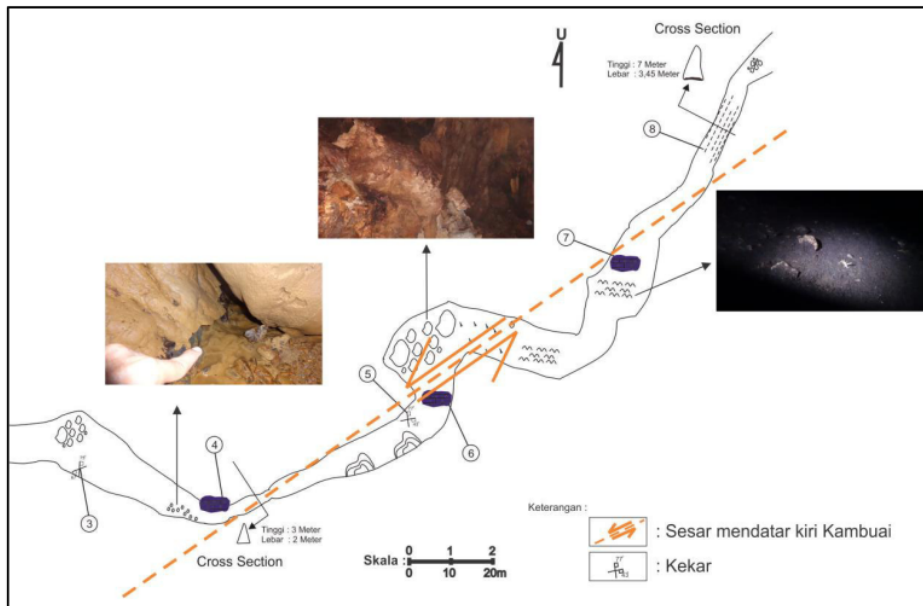 Cross Section
U
Tinggi : 7 Meter
Lebar : 3,45 Meter
8
7
5
6
4
3
Tinggi : 3 Meter
Lebar : 2 Meter
Cross Section
Skala :
0 1 2
0 10 20m
Keterangan :
: Sesar mendatar kiri Kambuai
: Kekar